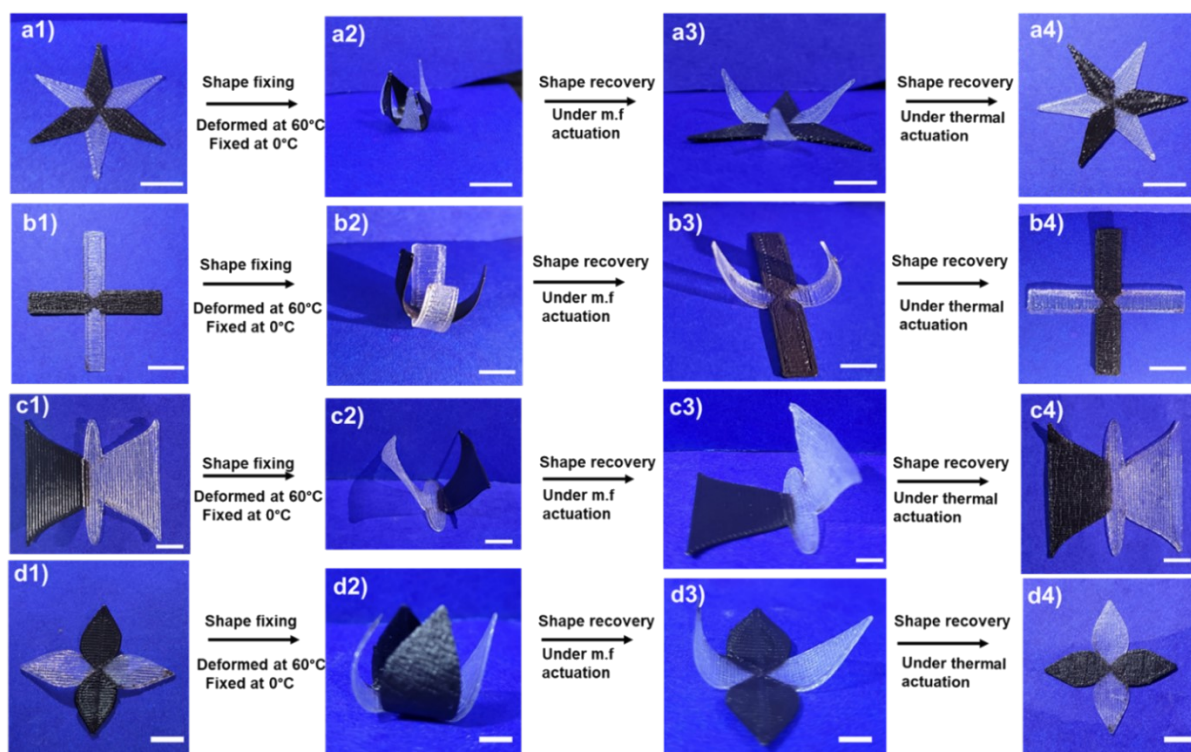 a1)
Shape fixing
Deformed at 60°C
Fixed at 0°C
a2)
Shape recovery
Under m.f
actuation
a3)
Shape recovery
Under thermal
actuation
a4)
b1)
Shape fixing
Deformed at 60°C
Fixed at 0°C
b2)
Shape recovery
Under m.f
actuation
b3)
Shape recovery
Under thermal
actuation
b4)
c1)
Shape fixing
Deformed at 60°C
Fixed at 0°C
c2)
Shape recovery
Under m.f
actuation
c3)
Shape recovery
Under thermal
actuation
c4)
d1)
Shape fixing
Deformed at 60°C
Fixed at 0°C
d2)
Shape recovery
Under m.f
actuation
d3)
Shape recovery
Under thermal
actuation
d4)